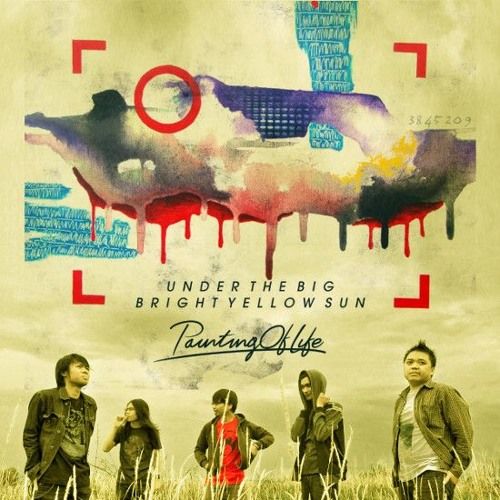 3845209
UNDER THE BIG
BRIGHT YELLOW SUN
Painting Of Life